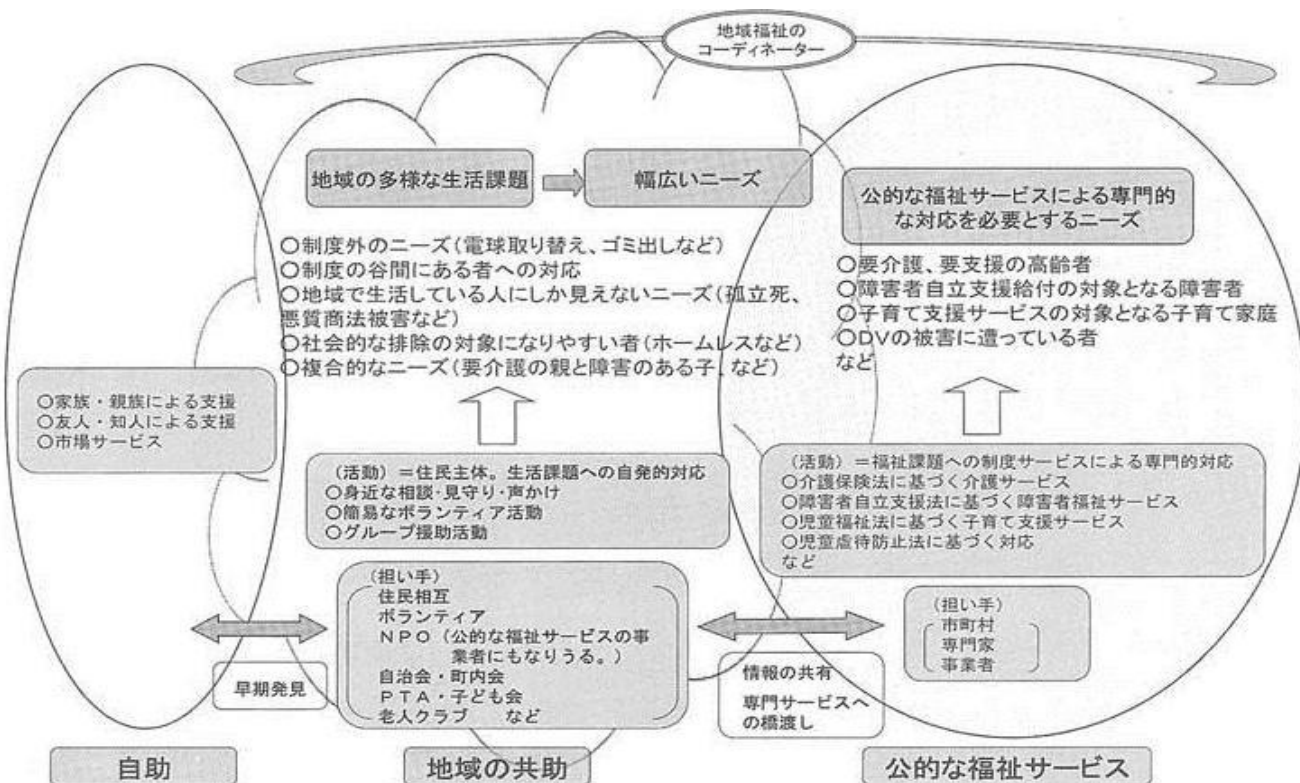 地域福祉の
コーディネーター
地域の多様な生活課題
幅広いニーズ
○制度外のニーズ(電球取り替え、ゴミ出しなど)
○制度の谷間にある者への対応
○地域で生活している人にしか見えないニーズ(孤立死、
悪質商法被害など)
○社会的な排除の対象になりやすい者(ホームレスなど)
○複合的なニーズ(要介護の親と障害のある子、など)
公的な福祉サービスによる専門的
な対応を必要とするニーズ
○要介護、要支援の高齢者
○障害者自立支援給付の対象となる障害者
○子育て支援サービスの対象となる子育て家庭
○DVの被害に遭っている者
など
○家族・親族による支援
○友人・知人による支援
○市場サービス
(活動)=住民主体。生活課題への自発的対応
○身近な相談・見守り・声かけ
○簡易なボランティア活動
○グループ援助活動
(活動)=福祉課題への制度サービスによる専門的対応
○介護保険法に基づく介護サービス
○障害者自立支援法に基づく障害者福祉サービス
○児童福祉法に基づく子育て支援サービス
○児童虐待防止法に基づく対応
など
(担い手)
住民相互
ボランティア
NPO(公的な福祉サービスの事
業者にもなりうる。)
自治会・町内会
PTA・子ども会
老人クラブ など
(担い手)
市町村
専門家
事業者
早期発見
情報の共有
専門サービスへ
の橋渡し
自助
地域の共助
公的な福祉サービス